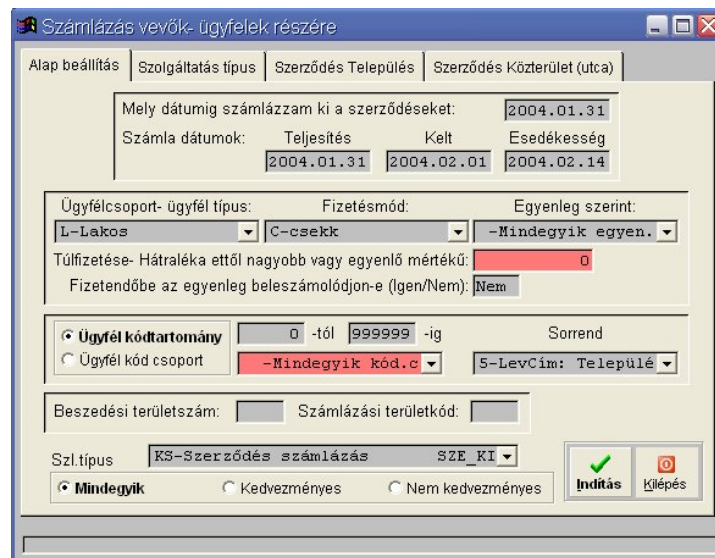 Számlázás vevők- ügyfelek részére
Alap beállítás Szolgáltatás típus Szerződés Település Szerződés Közterület (utca)
Mely dátumig számlázzam ki a szerződéseket: 2004.01.31
Számla dátumok: Teljesítés Kelt Esedékesség
2004.01.31 2004.02.01 2004.02.14
Ügyfélcsoport- ügyfél típus: Fizetésmód: Egyenleg szerint:
L-Lakos C-csekk -Mindegyik egyen.
Túlfizetése- Hátraléka ettől nagyobb vagy egyenlő mértékű: 0
Fizetendőbe az egyenleg beleszámolódjon-e (Igen/Nem): Nem
Ügyfél kódtartomány 0 -tól 999999 -ig Sorrend
Ügyfél kód csoport -Mindegyik kód.c 5-LevCím: Települé
Beszedési területszám: Számlázási területkód:
Szl.típus KS-Szerződés számlázás SZE_KI
Mindegyik Kedvezményes Nem kedvezményes
Indítás Kilépés